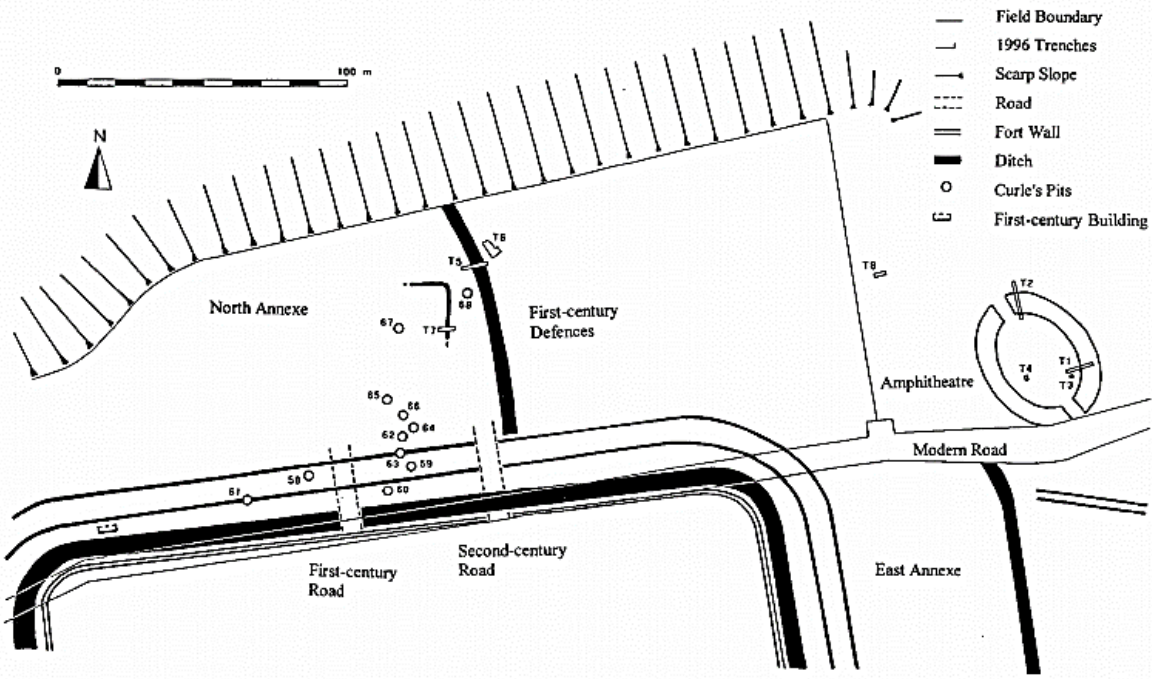 Field Boundary
1996 Trenches
Scarp Slope
Road
Fort Wall
Ditch
Curle's Pits
First-century Building
0 100 m
N
T6
T5
68
T7
67
North Annexe
First-century
Defences
T8
T2
T1
T4
T3
Amphitheatre
Modern Road
65
66
64
62
63
59
58
60
61
First-century
Road
Second-century
Road
East Annexe